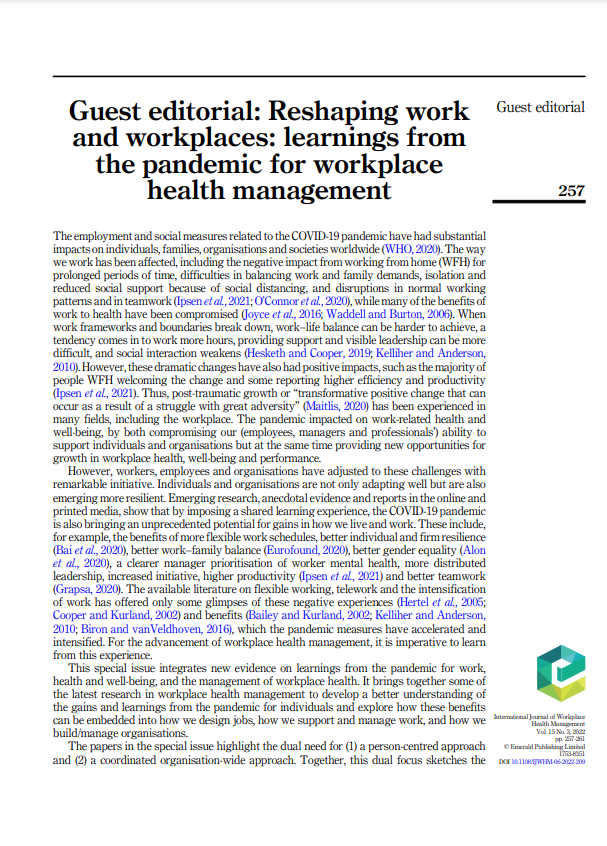 Guest editorial: Reshaping work
and workplaces: learnings from
the pandemic for workplace
health management
Guest editorial
257
The employment and social measures related to the COVID-19 pandemic have had substantial
impacts on individuals, families, organisations and societies worldwide (WHO, 2020). The way
we work has been affected, including the negative impact from working from home (WFH) for
prolonged periods of time, difficulties in balancing work and family demands, isolation and
reduced social support because of social distancing, and disruptions in normal working
patterns and in teamwork (Ipsen et al., 2021; O'Connor et al., 2020), while many of the benefits of
work to health have been compromised (Joyce et al., 2016; Waddell and Burton, 2006). When
work frameworks and boundaries break down, work–life balance can be harder to achieve, a
tendency comes in to work more hours, providing support and visible leadership can be more
difficult, and social interaction weakens (Hesketh and Cooper, 2019; Kelliher and Anderson,
2010). However, these dramatic changes have also had positive impacts, such as the majority of
people WFH welcoming the change and some reporting higher efficiency and productivity
(Ipsen et al., 2021). Thus, post-traumatic growth or “transformative positive change that can
occur as a result of a struggle with great adversity” (Maitlis, 2020) has been experienced in
many fields, including the workplace. The pandemic impacted on work-related health and
well-being, by both compromising our (employees, managers and professionals') ability to
support individuals and organisations but at the same time providing new opportunities for
growth in workplace health, well-being and performance.
However, workers, employees and organisations have adjusted to these challenges with
remarkable initiative. Individuals and organisations are not only adapting well but are also
emerging more resilient. Emerging research, anecdotal evidence and reports in the online and
printed media, show that by imposing a shared learning experience, the COVID-19 pandemic
is also bringing an unprecedented potential for gains in how we live and work. These include,
for example, the benefits of more flexible work schedules, better individual and firm resilience
(Bai et al., 2020), better work–family balance (Eurofound, 2020), better gender equality (Alon
et al., 2020), a clearer manager prioritisation of worker mental health, more distributed
leadership, increased initiative, higher productivity (Ipsen et al., 2021) and better teamwork
(Grapsa, 2020). The available literature on flexible working, telework and the intensification
of work has offered only some glimpses of these negative experiences (Hertel et al., 2005;
Cooper and Kurland, 2002) and benefits (Bailey and Kurland, 2002; Kelliher and Anderson,
2010; Biron and vanVeldhoven, 2016), which the pandemic measures have accelerated and
intensified. For the advancement of workplace health management, it is imperative to learn
from this experience.
This special issue integrates new evidence on learnings from the pandemic for work,
health and well-being, and the management of workplace health. It brings together some of
the latest research in workplace health management to develop a better understanding of
the gains and learnings from the pandemic for individuals and explore how these benefits
can be embedded into how we design jobs, how we support and manage work, and how we
build/manage organisations.
The papers in the special issue highlight the dual need for (1) a person-centred approach
and (2) a coordinated organisation-wide approach. Together, this dual focus sketches the
International Journal of Workplace
Health Management
Vol. 15 No. 3, 2022
pp. 257-261
© Emerald Publishing Limited
1753-8351
DOI 10.1108/IJWHM-06-2022-209